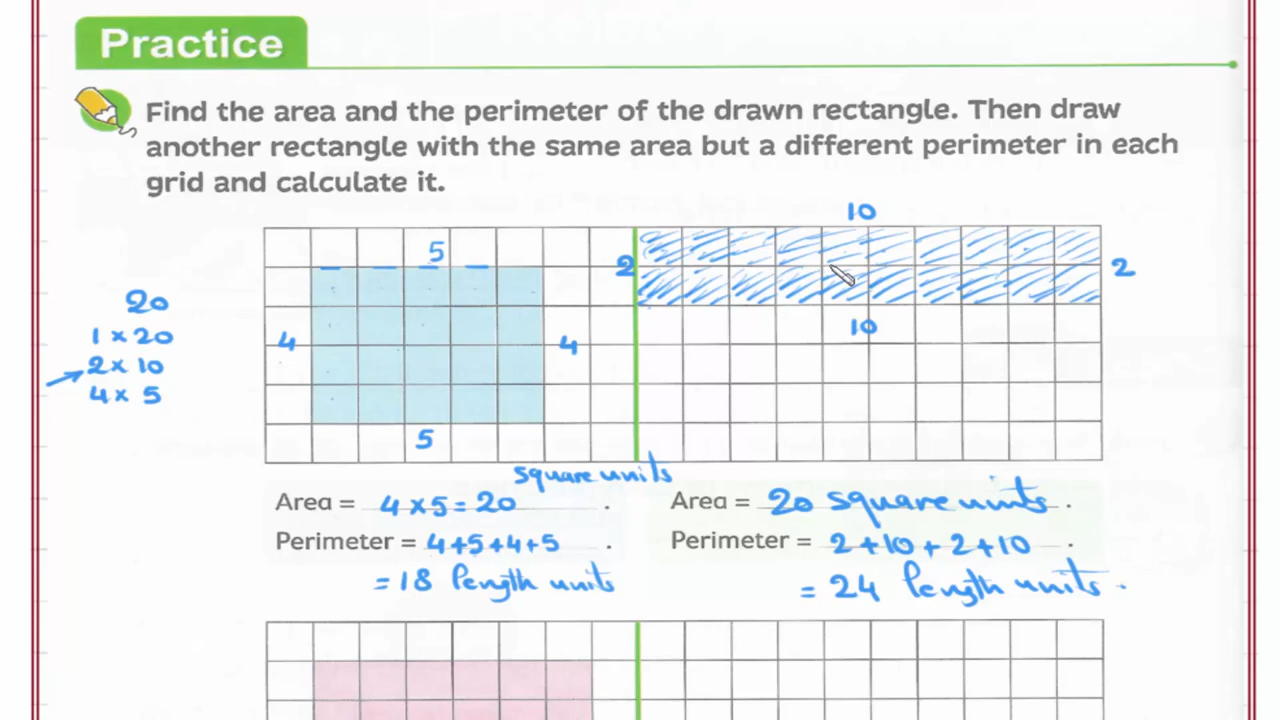 Practice
Find the area and the perimeter of the drawn rectangle. Then draw
another rectangle with the same area but a different perimeter in each
grid and calculate it.
10
5
2
2
20
1 × 20
4
4
10
2 × 10
4 × 5
5
square units
Area = 4 × 5 = 20 .
Area = 20 square units .
Perimeter = 4+5+4+5 .
Perimeter = 2+10+2+10 .
= 18 length units
= 24 length units .